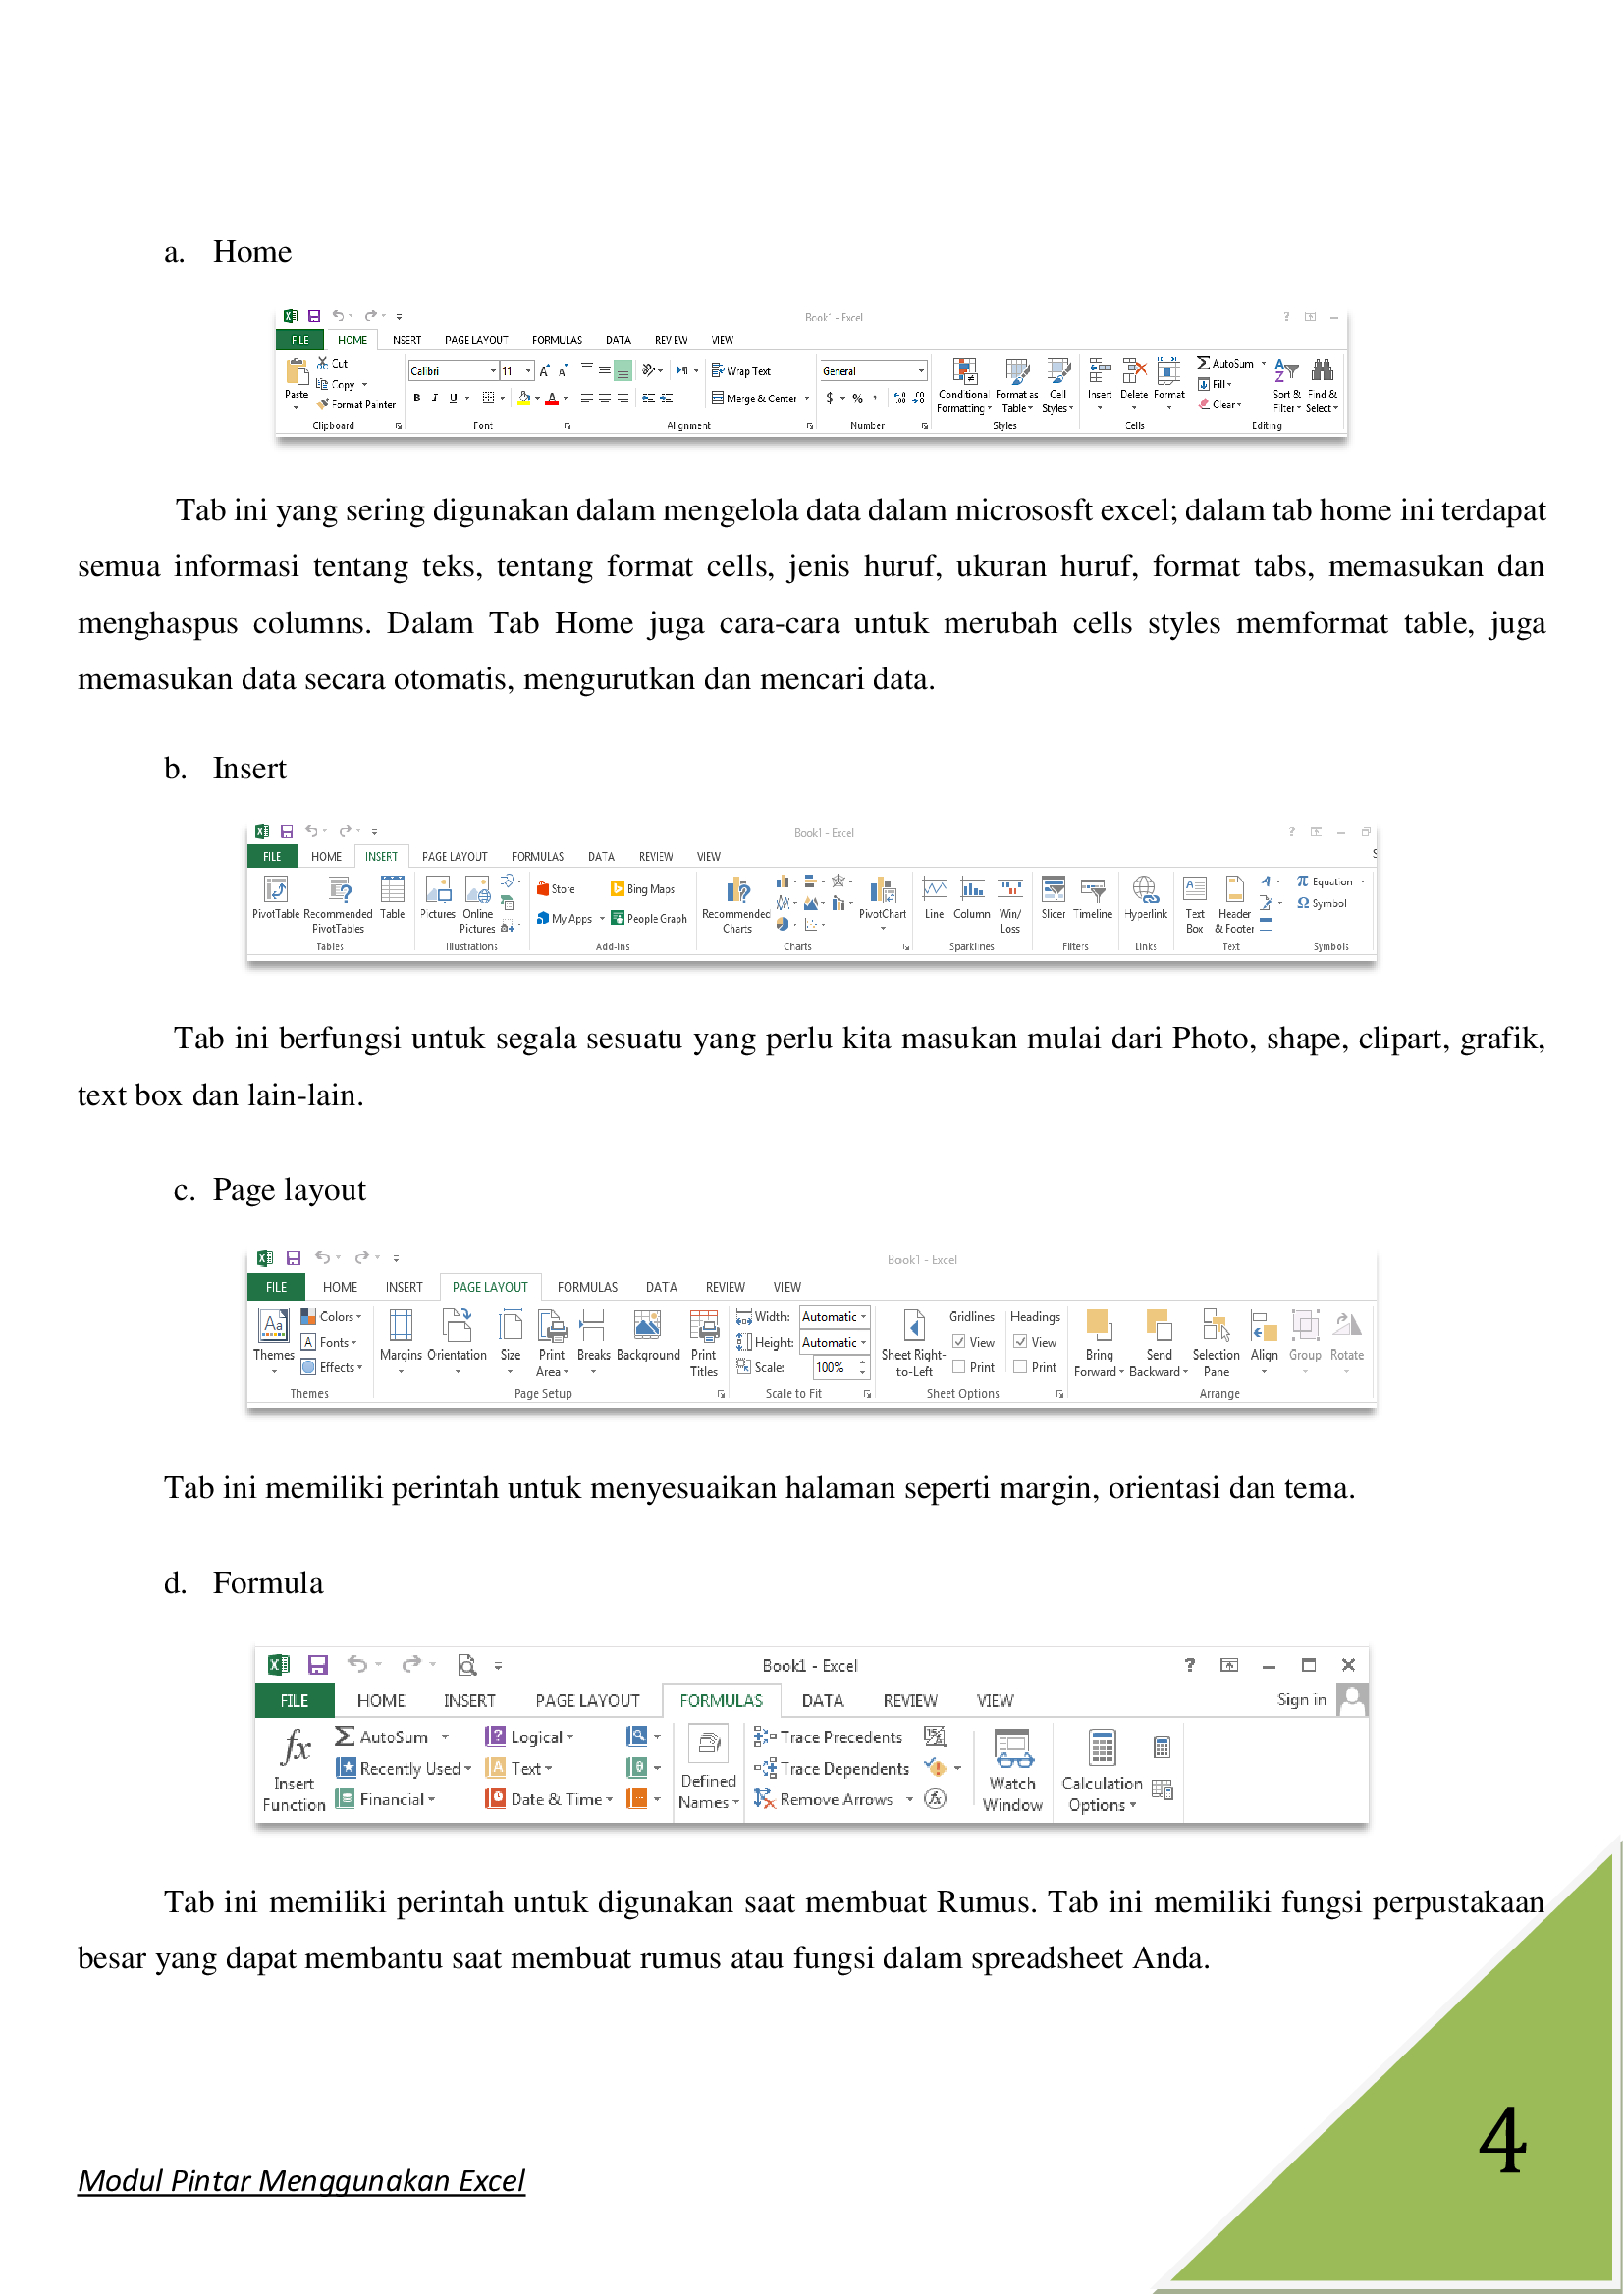 a. Home
Book1 - Excel
FILE HOME INSERT PAGE LAYOUT FORMULAS DATA REVIEW VIEW
Cut Calibri 11 Wrap Text General AutoSum
Copy Fill
Paste Format Painter B I U Merge & Center $ % , Conditional Format as Cell Insert Delete Format Clear Sort & Find &
Formatting Table Styles Filter Select
Clipboard Font Alignment Number Styles Cells Editing
Tab ini yang sering digunakan dalam mengelola data dalam micrososft excel; dalam tab home ini terdapat
semua informasi tentang teks, tentang format cells, jenis huruf, ukuran huruf, format tabs, memasukan dan
menghaspus columns. Dalam Tab Home juga cara-cara untuk merubah cells styles memformat table, juga
memasukan data secara otomatis, mengurutkan dan mencari data.
b. Insert
Book1 - Excel
FILE HOME INSERT PAGE LAYOUT FORMULAS DATA REVIEW VIEW
Store Bing Maps Equation
PivotTable Recommended Table Pictures Online My Apps People Graph Recommended PivotChart Line Column Win/ Slicer Timeline Hyperlink Text Header Symbol
PivotTables Pictures Charts Loss Box & Footer
Tables Illustrations Add-ins Charts Sparklines Filters Links Text Symbols
Tab ini berfungsi untuk segala sesuatu yang perlu kita masukan mulai dari Photo, shape, clipart, grafik,
text box dan lain-lain.
c. Page layout
Book1 - Excel
FILE HOME INSERT PAGE LAYOUT FORMULAS DATA REVIEW VIEW
Colors Width: Automatic Gridlines Headings
Fonts Height: Automatic View View
Themes Effects Margins Orientation Size Print Breaks Background Print Scale: 100% Sheet Right- Print Print Bring Send Selection Align Group Rotate
Area Titles to-Left Forward Backward Pane
Themes Page Setup Scale to Fit Sheet Options Arrange
Tab ini memiliki perintah untuk menyesuaikan halaman seperti margin, orientasi dan tema.
d. Formula
Book1 - Excel
FILE HOME INSERT PAGE LAYOUT FORMULAS DATA REVIEW VIEW Sign in
fx AutoSum Logical Trace Precedents
Insert Recently Used Text Defined Trace Dependents Watch Calculation
Function Financial Date & Time Names Remove Arrows Window Options
Tab ini memiliki perintah untuk digunakan saat membuat Rumus. Tab ini memiliki fungsi perpustakaan
besar yang dapat membantu saat membuat rumus atau fungsi dalam spreadsheet Anda.
4
Modul Pintar Menggunakan Excel